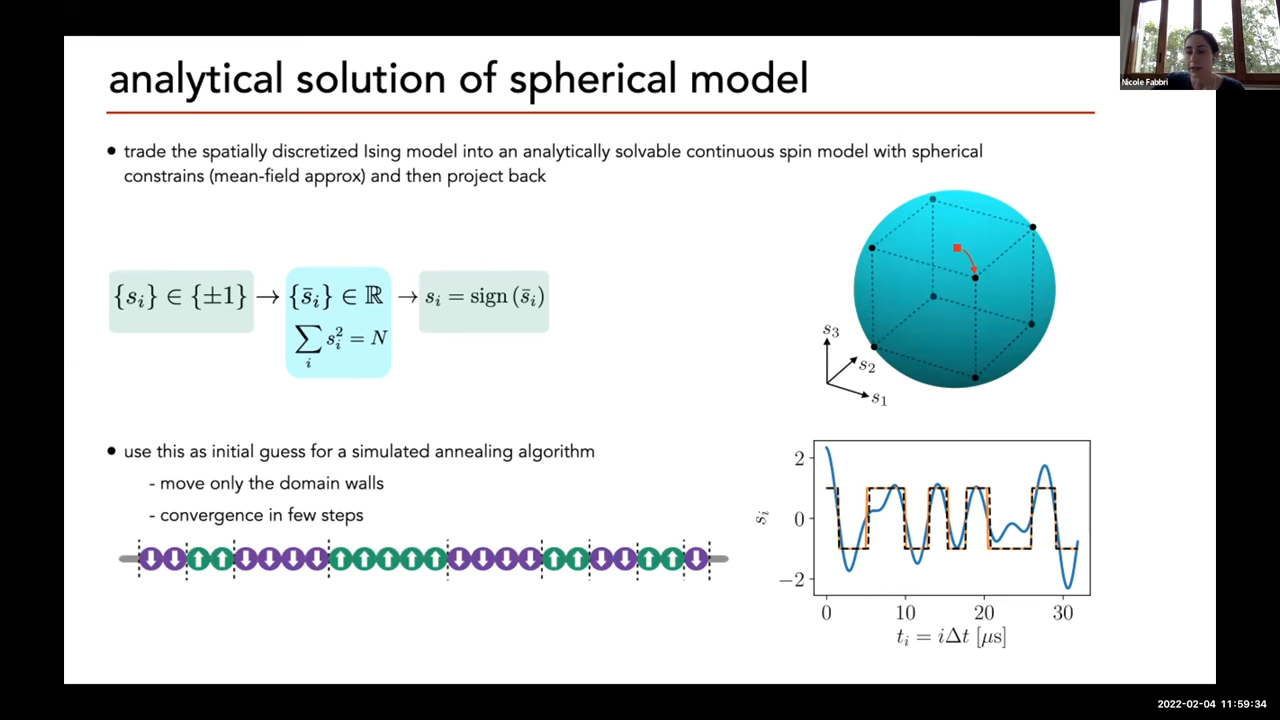 Nicole Fabbri
analytical solution of spherical model
• trade the spatially discretized Ising model into an analytically solvable continuous spin model with spherical
constrains (mean-field approx) and then project back
{s_i} ∈ {±1} → {s̄_i} ∈ ℝ → s_i = sign (s̄_i)
∑_i s_i^2 = N
s_3
s_2
s_1
• use this as initial guess for a simulated annealing algorithm
- move only the domain walls
- convergence in few steps
s_i
2
0
−2
0 10 20 30
t_i = iΔt [μs]
2022-02-04 11:59:34